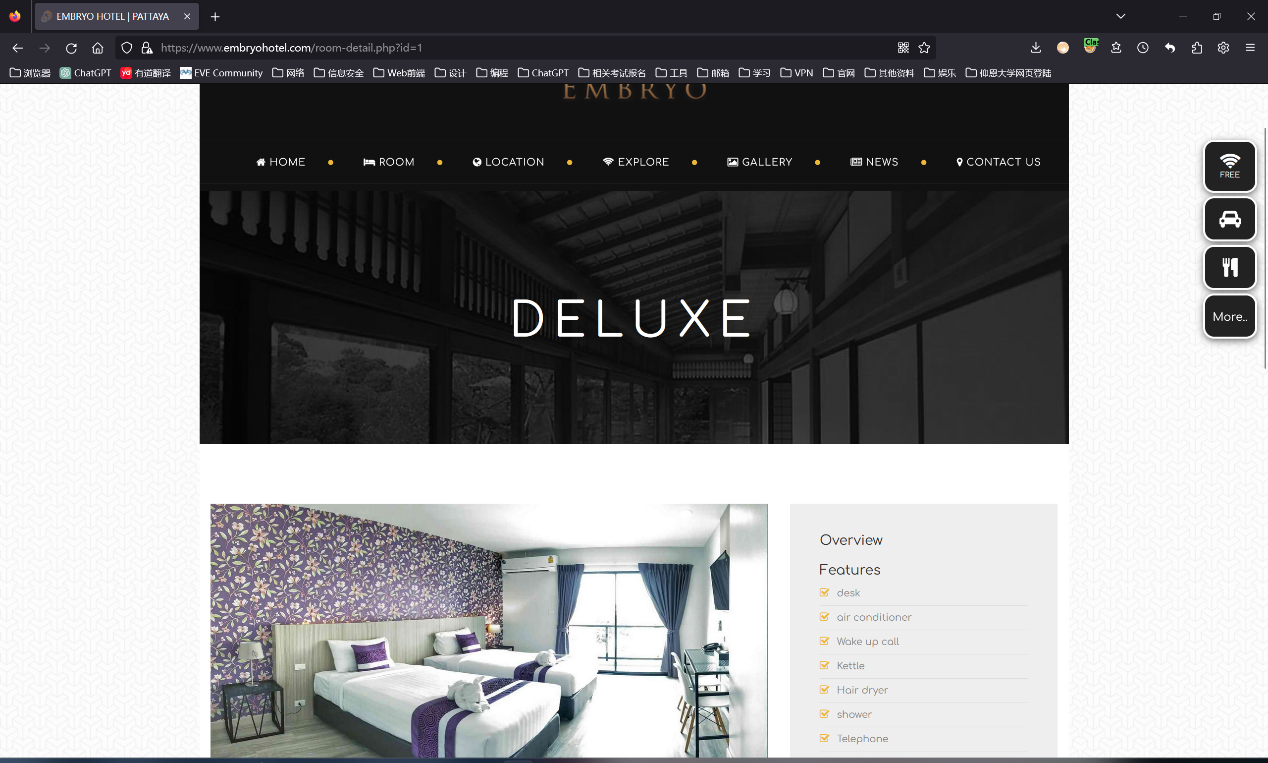 EMBRYO HOTEL | PATTAYA
https://www.embryohotel.com/room-detail.php?id=1
浏览器 ChatGPT 有道翻译 EVE Community 网络 信息安全 Web前端 设计 编程 ChatGPT 相关考试报名 工具 邮箱 学习 VPN 官网 其他资料 娱乐 仰恩大学网页登陆
EMBRYO
HOME ROOM LOCATION EXPLORE GALLERY NEWS CONTACT US
FREE
More..
DELUXE
Overview
Features
desk
air conditioner
Wake up call
Kettle
Hair dryer
shower
Telephone